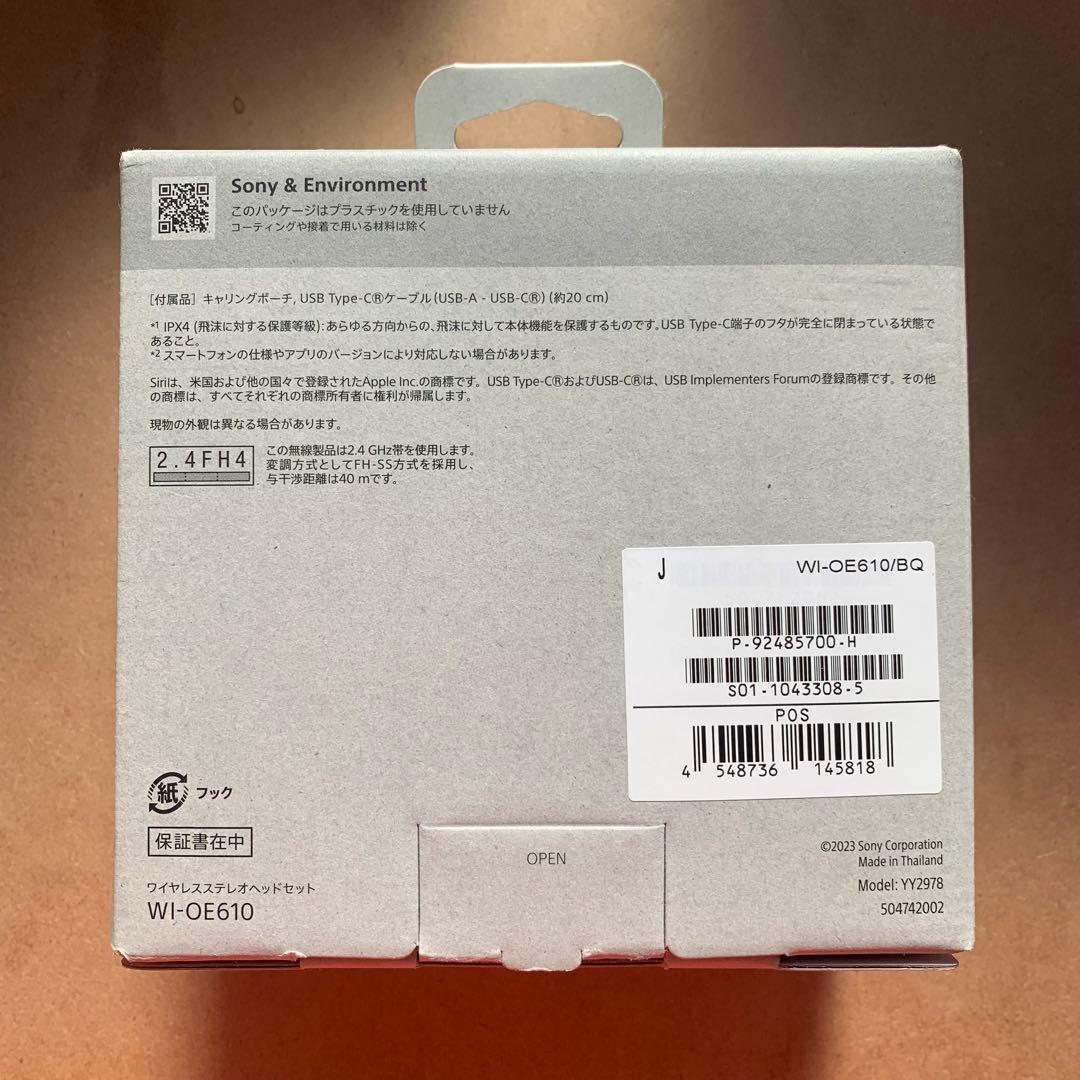 Sony & Environment
このパッケージはプラスチックを使用していません
コーティングや接着で用いる材料は除く
[付属品] キャリングポーチ, USB Type-C®ケーブル(USB-A - USB-C®) (約20 cm)
*1 IPX4 (飛沫に対する保護等級): あらゆる方向からの、飛沫に対して本体機能を保護するものです。USB Type-C端子のフタが完全に閉まっている状態で
あること。
*2 スマートフォンの仕様やアプリのバージョンにより対応しない場合があります。
Siriは、米国および他の国々で登録されたApple Inc.の商標です。USB Type-C®およびUSB-C®は、USB Implementers Forumの登録商標です。その他
の商標は、すべてそれぞれの商標所有者に権利が帰属します。
現物の外観は異なる場合があります。
2.4FH4
この無線製品は2.4 GHz帯を使用します。
変調方式としてFH-SS方式を採用し、
与干渉距離は40 mです。
J WI-OE610/BQ
P-92485700-H
S01-1043308-5
POS
4 548736 145818
紙 フック
保証書在中
ワイヤレスステレオヘッドセット
WI-OE610
OPEN
©2023 Sony Corporation
Made in Thailand
Model: YY2978
504742002